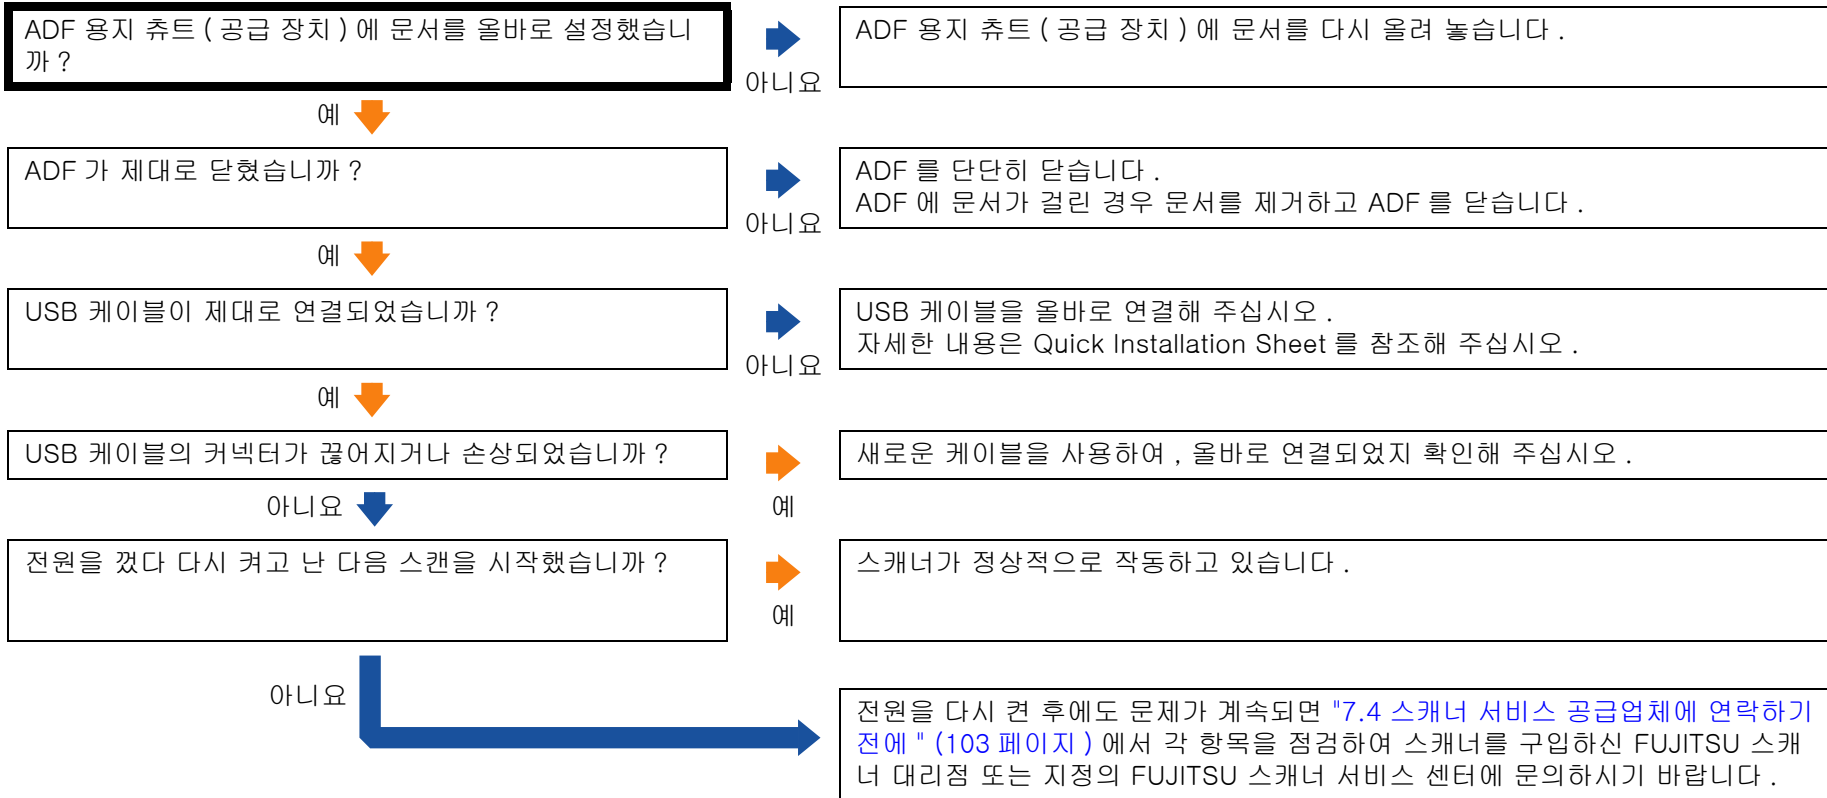 ADF 용지 츄트 ( 공급 장치 ) 에 문서를 올바로 설정했습니
까 ?
아니요
ADF 용지 츄트 ( 공급 장치 ) 에 문서를 다시 올려 놓습니다 .
예
ADF 가 제대로 닫혔습니까 ?
아니요
ADF 를 단단히 닫습니다 .
ADF 에 문서가 걸린 경우 문서를 제거하고 ADF 를 닫습니다 .
예
USB 케이블이 제대로 연결되었습니까 ?
아니요
USB 케이블을 올바로 연결해 주십시오 .
자세한 내용은 Quick Installation Sheet 를 참조해 주십시오 .
예
USB 케이블의 커넥터가 끊어지거나 손상되었습니까 ?
예
새로운 케이블을 사용하여 , 올바로 연결되었지 확인해 주십시오 .
아니요
전원을 껐다 다시 켜고 난 다음 스캔을 시작했습니까 ?
예
스캐너가 정상적으로 작동하고 있습니다 .
아니요
전원을 다시 켠 후에도 문제가 계속되면 "7.4 스캐너 서비스 공급업체에 연락하기
전에 " (103 페이지 ) 에서 각 항목을 점검하여 스캐너를 구입하신 FUJITSU 스캐
너 대리점 또는 지정의 FUJITSU 스캐너 서비스 센터에 문의하시기 바랍니다 .